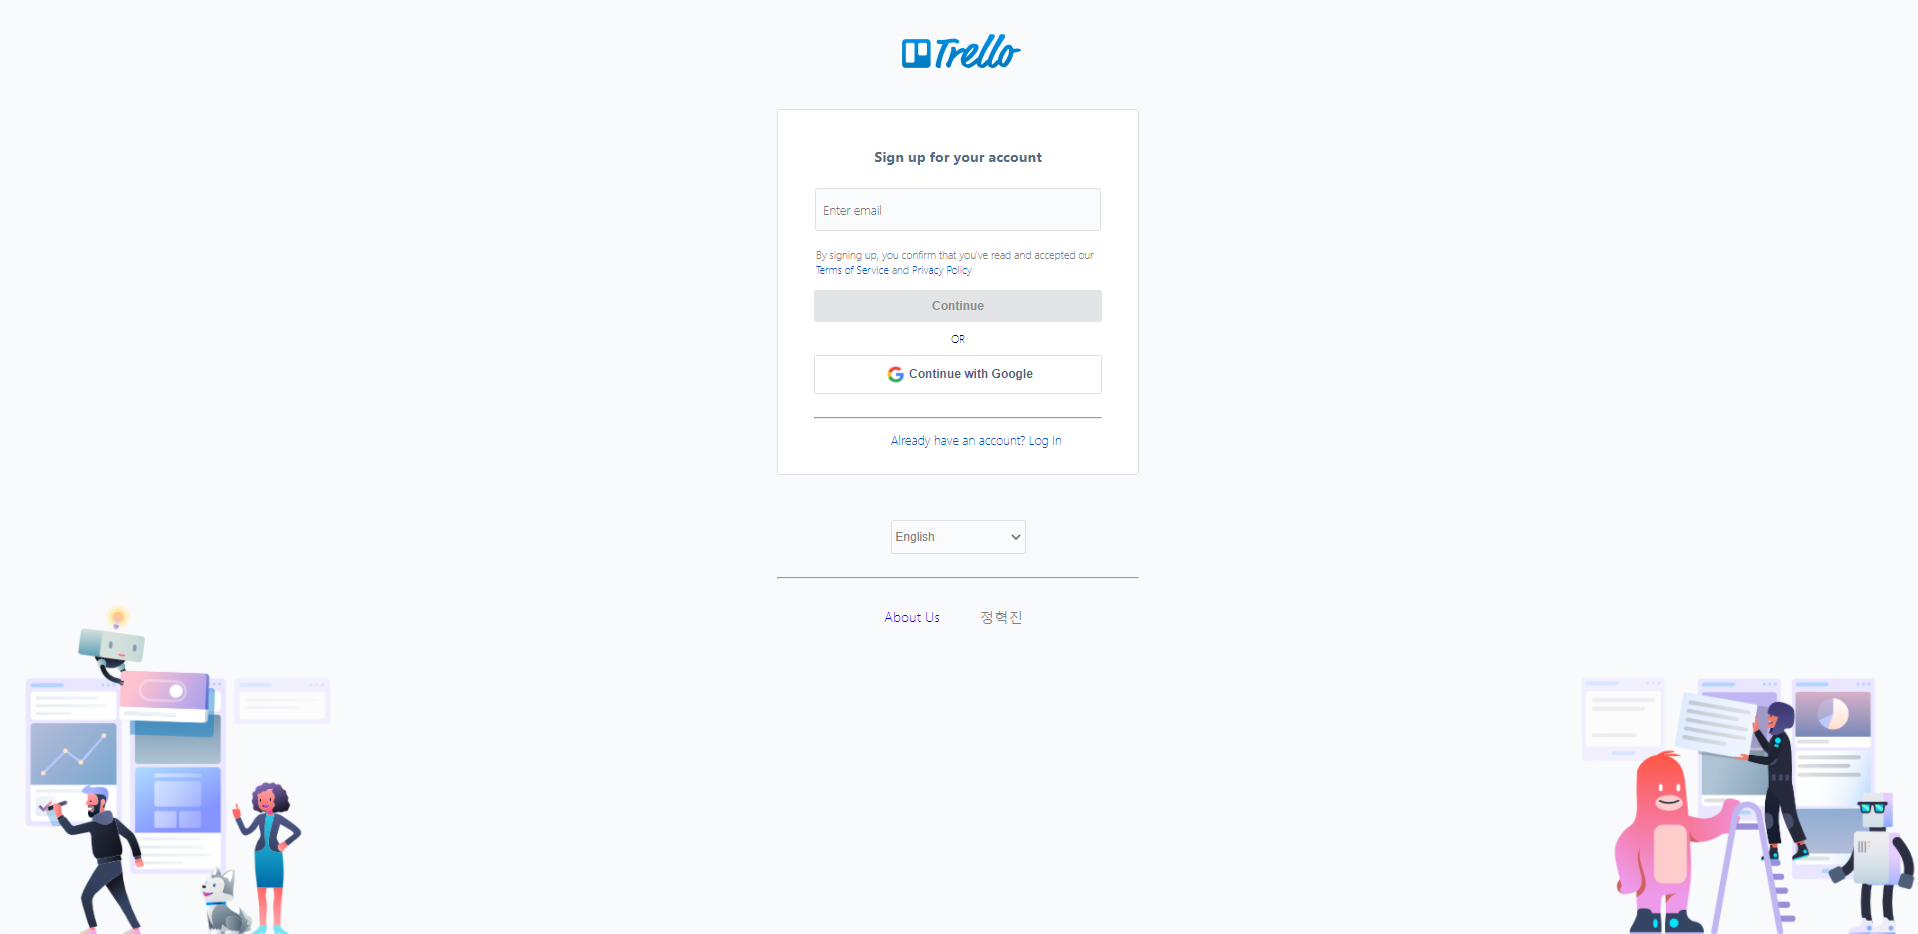 Trello
Sign up for your account
Enter email
By signing up, you confirm that you've read and accepted our
Terms of Service and Privacy Policy
Continue
OR
Continue with Google
Already have an account? Log In
English
About Us 정혁진